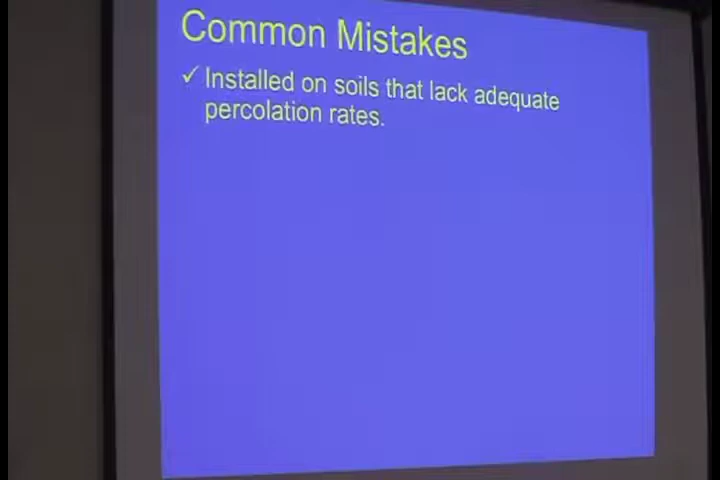 Common Mistakes
✓ Installed on soils that lack adequate
percolation rates.